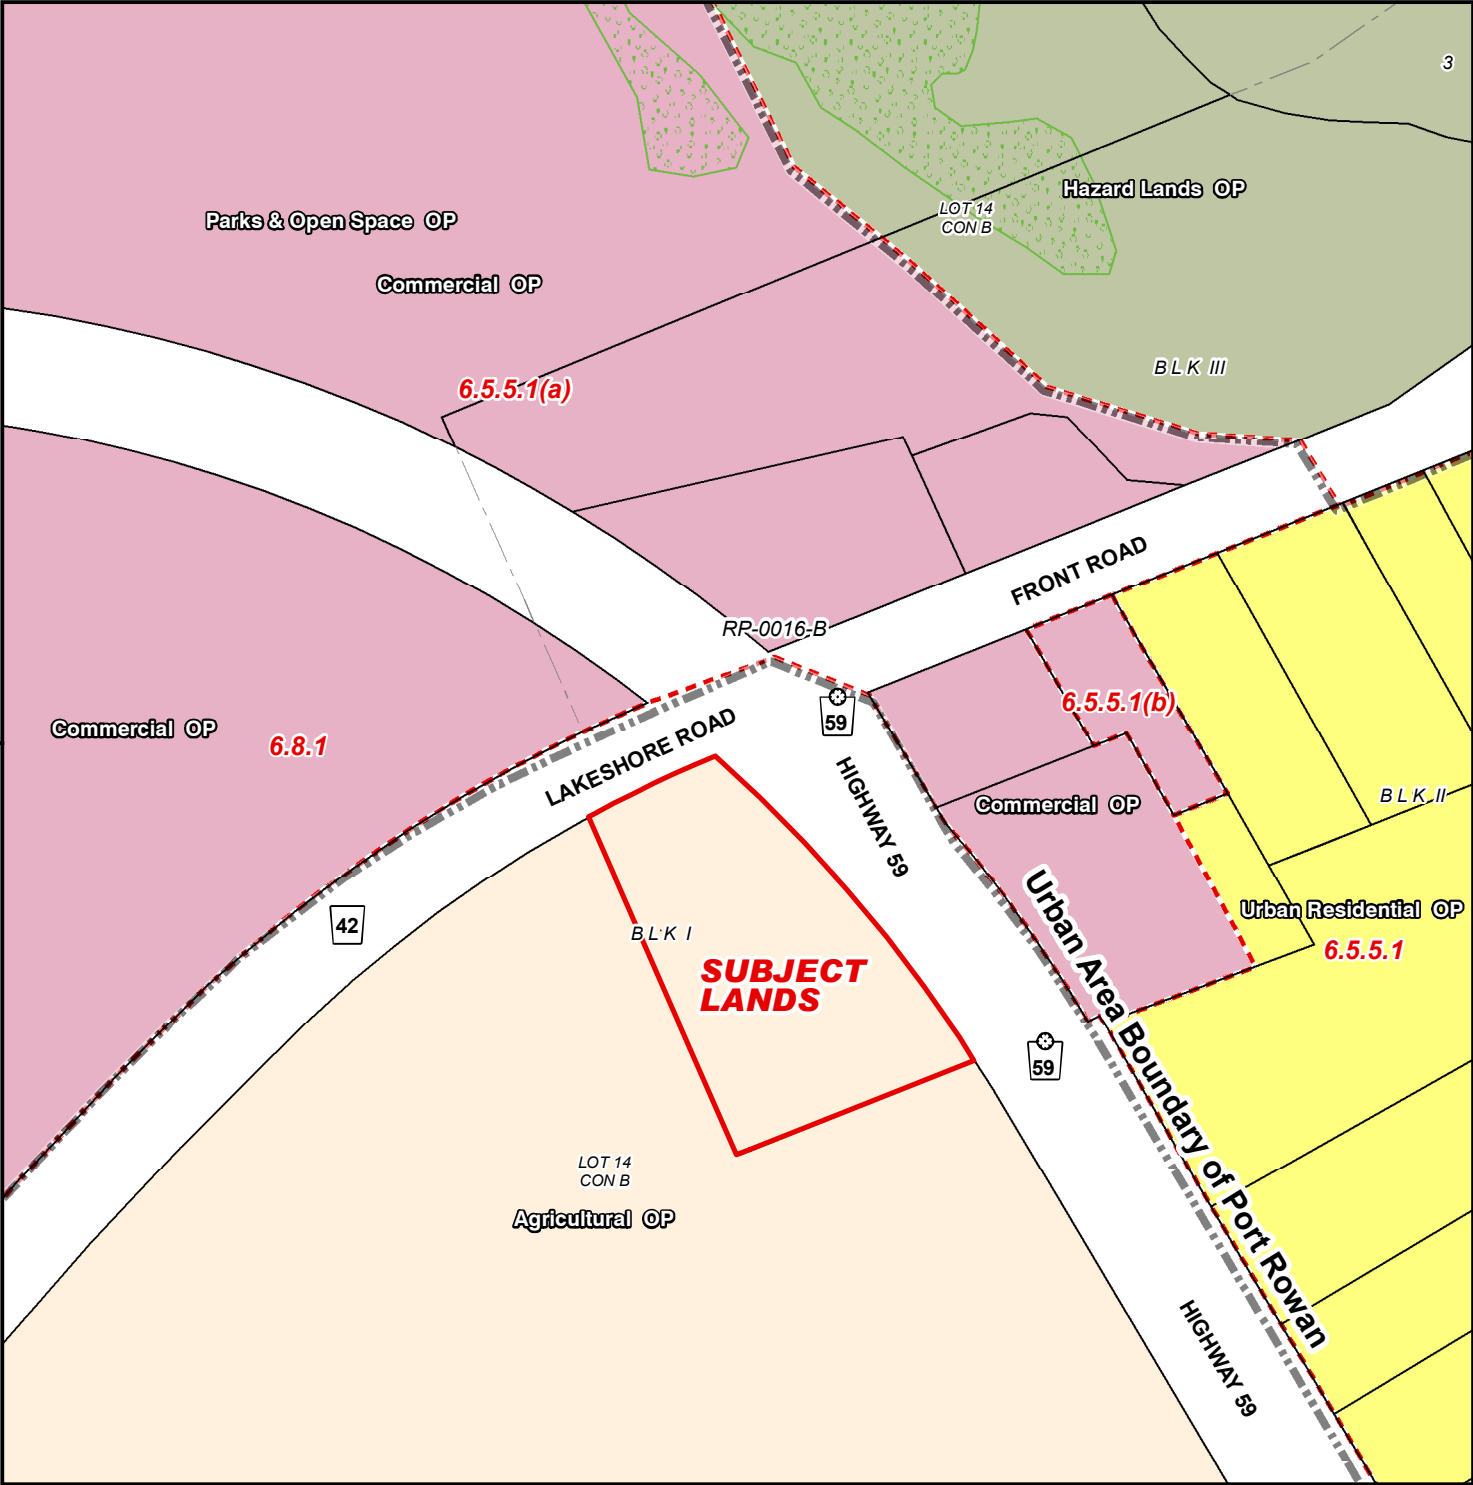 3
Hazard Lands OP
LOT 14
CON B
Parks & Open Space OP
Commercial OP
BLK III
6.5.5.1(a)
FRONT ROAD
RP-0016-B
6.5.5.1(b)
59
LAKESHORE ROAD
Commercial OP
6.8.1
HIGHWAY 59
Commercial OP
BLK II
42
BLK I
Urban Residential OP
6.5.5.1
SUBJECT
LANDS
59
Urban Area Boundary of Port Rowan
LOT 14
CON B
Agricultural OP
HIGHWAY 59